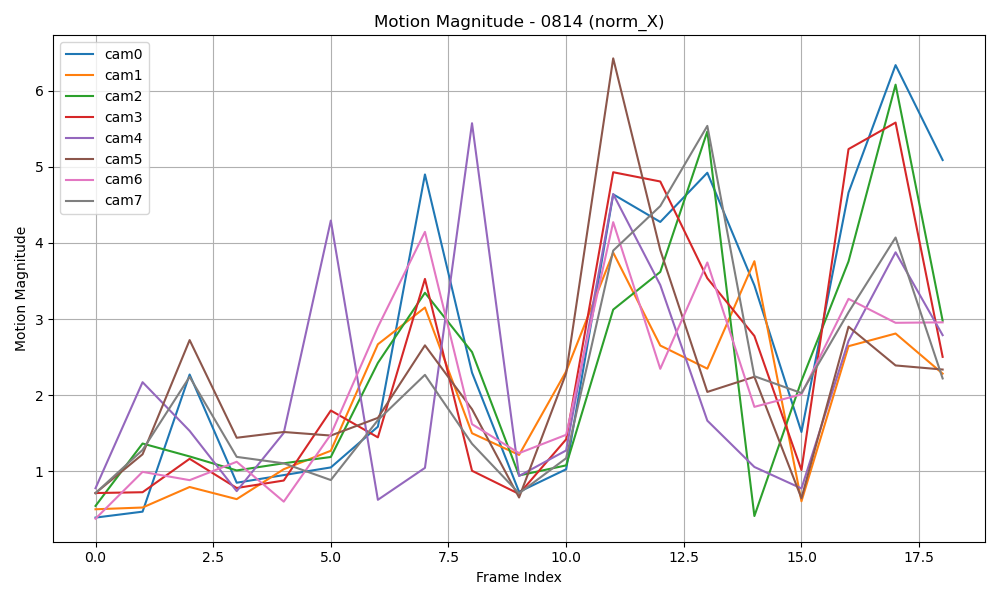 Motion Magnitude - 0814 (norm_X)
cam0
cam1
cam2
cam3
cam4
cam5
cam6
cam7
Motion Magnitude
6
5
4
3
2
1
0.0 2.5 5.0 7.5 10.0 12.5 15.0 17.5
Frame Index